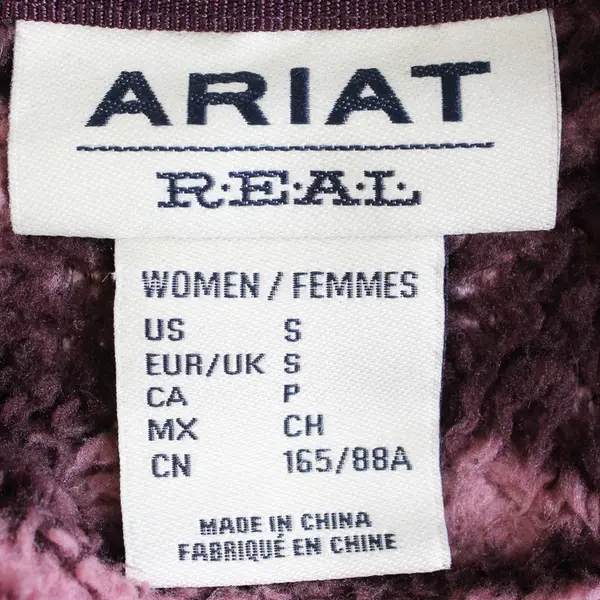 ARIAT
R.E.A.L.
WOMEN / FEMMES
US S
EUR/UK S
CA P
MX CH
CN 165/88A
MADE IN CHINA
FABRIQUÉ EN CHINE